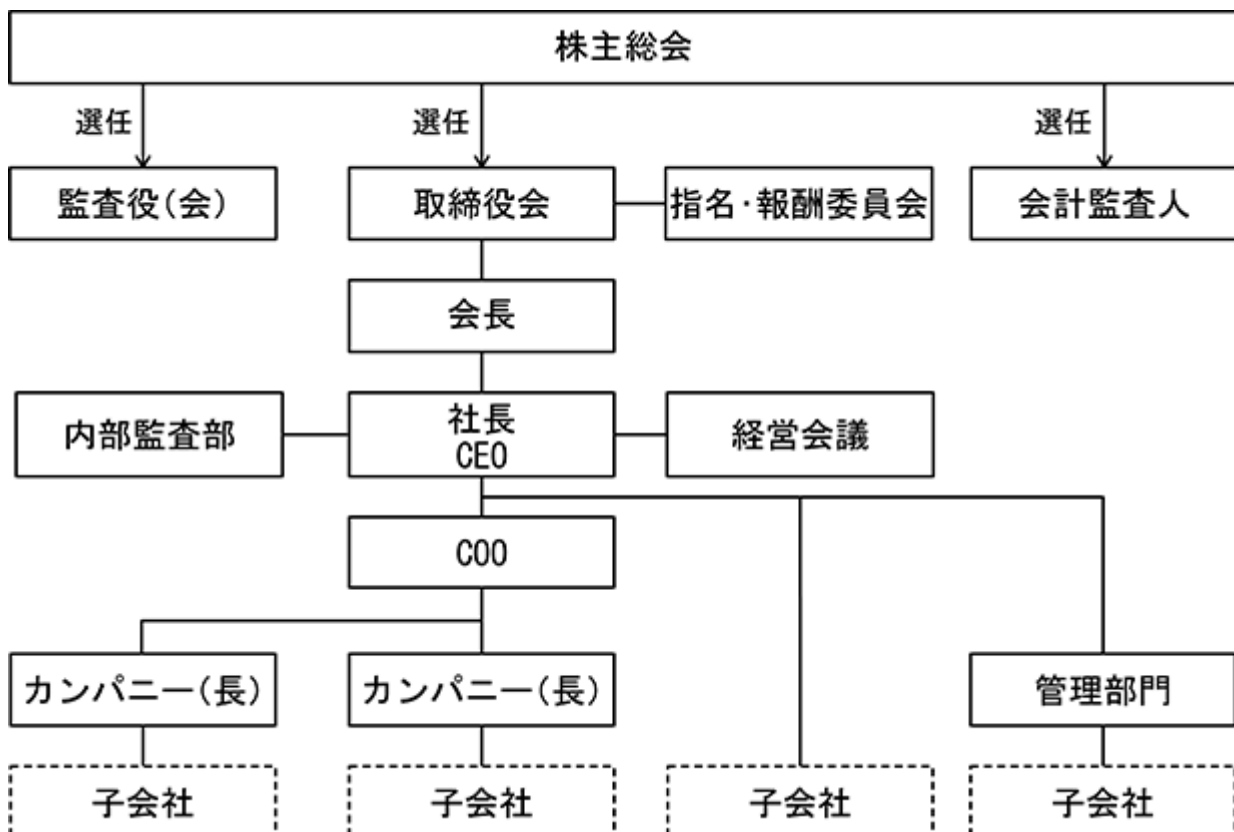 株主総会
選任
選任
選任
監査役(会)
取締役会
指名・報酬委員会
会計監査人
会長
内部監査部
社長
CEO
経営会議
COO
カンパニー(長)
カンパニー(長)
管理部門
子会社
子会社
子会社
子会社